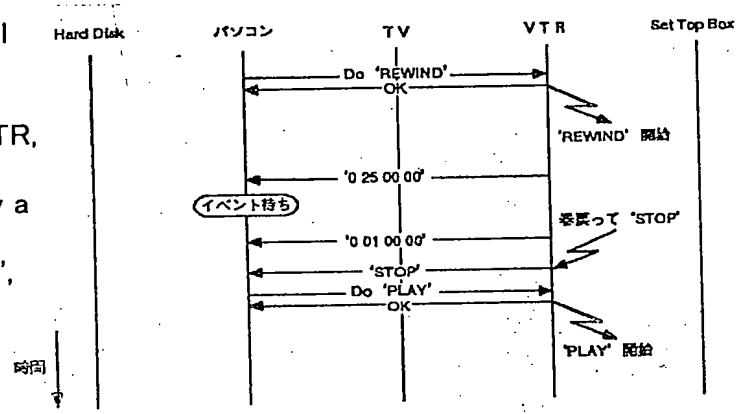 Hard Disk パソコン TV VTR Set Top Box
Do 'REWIND'
OK
'REWIND' 開始
TR,
'0 25 00 00'
y a
イベント待ち
巻戻って 'STOP'
'0 01 00 00'
'STOP'
",
Do 'PLAY'
OK
'PLAY' 開始
時間